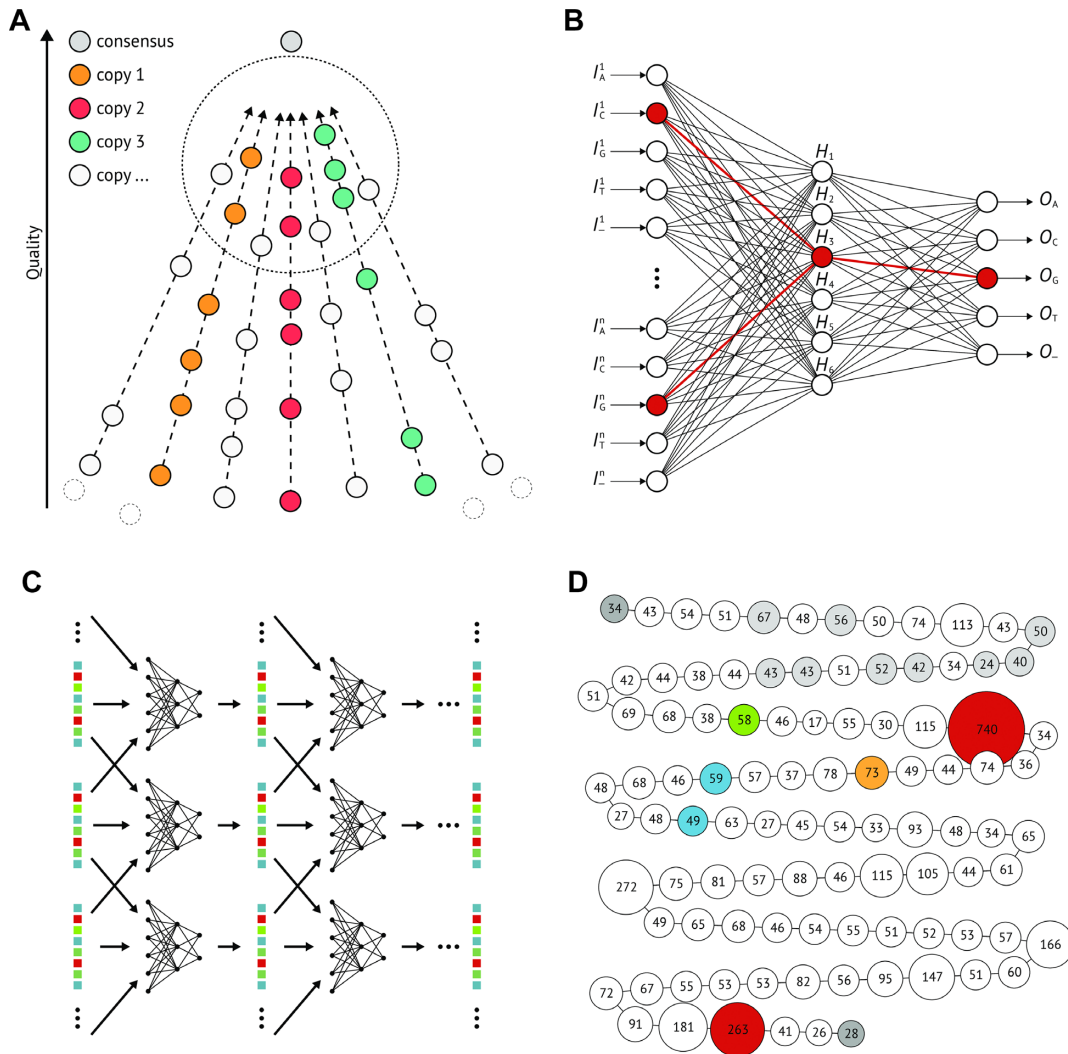 A
Quality
consensus
copy 1
copy 2
copy 3
copy ...
B
I¹A
I¹C
I¹G
I¹T
I¹–
IⁿA
IⁿC
IⁿG
IⁿT
Iⁿ–
H₁
H₂
H₃
H₄
H₅
H₆
O_A
O_C
O_G
O_T
O_–
C
D
34 43 54 51 67 48 56 50 74 113 43 50
42 44 38 44 43 43 51 52 42 34 24 40
51
69 68 38 58 46 17 55 30 115 740 34
48 68 46 59 57 37 78 73 49 44 74 36
27 48 49 63 27 45 54 33 93 48 34 65
272 75 81 57 88 46 115 105 44 61
49 65 68 46 54 55 51 52 53 57 166
72 67 55 53 53 82 56 95 147 51 60
91 181 263 41 26 28